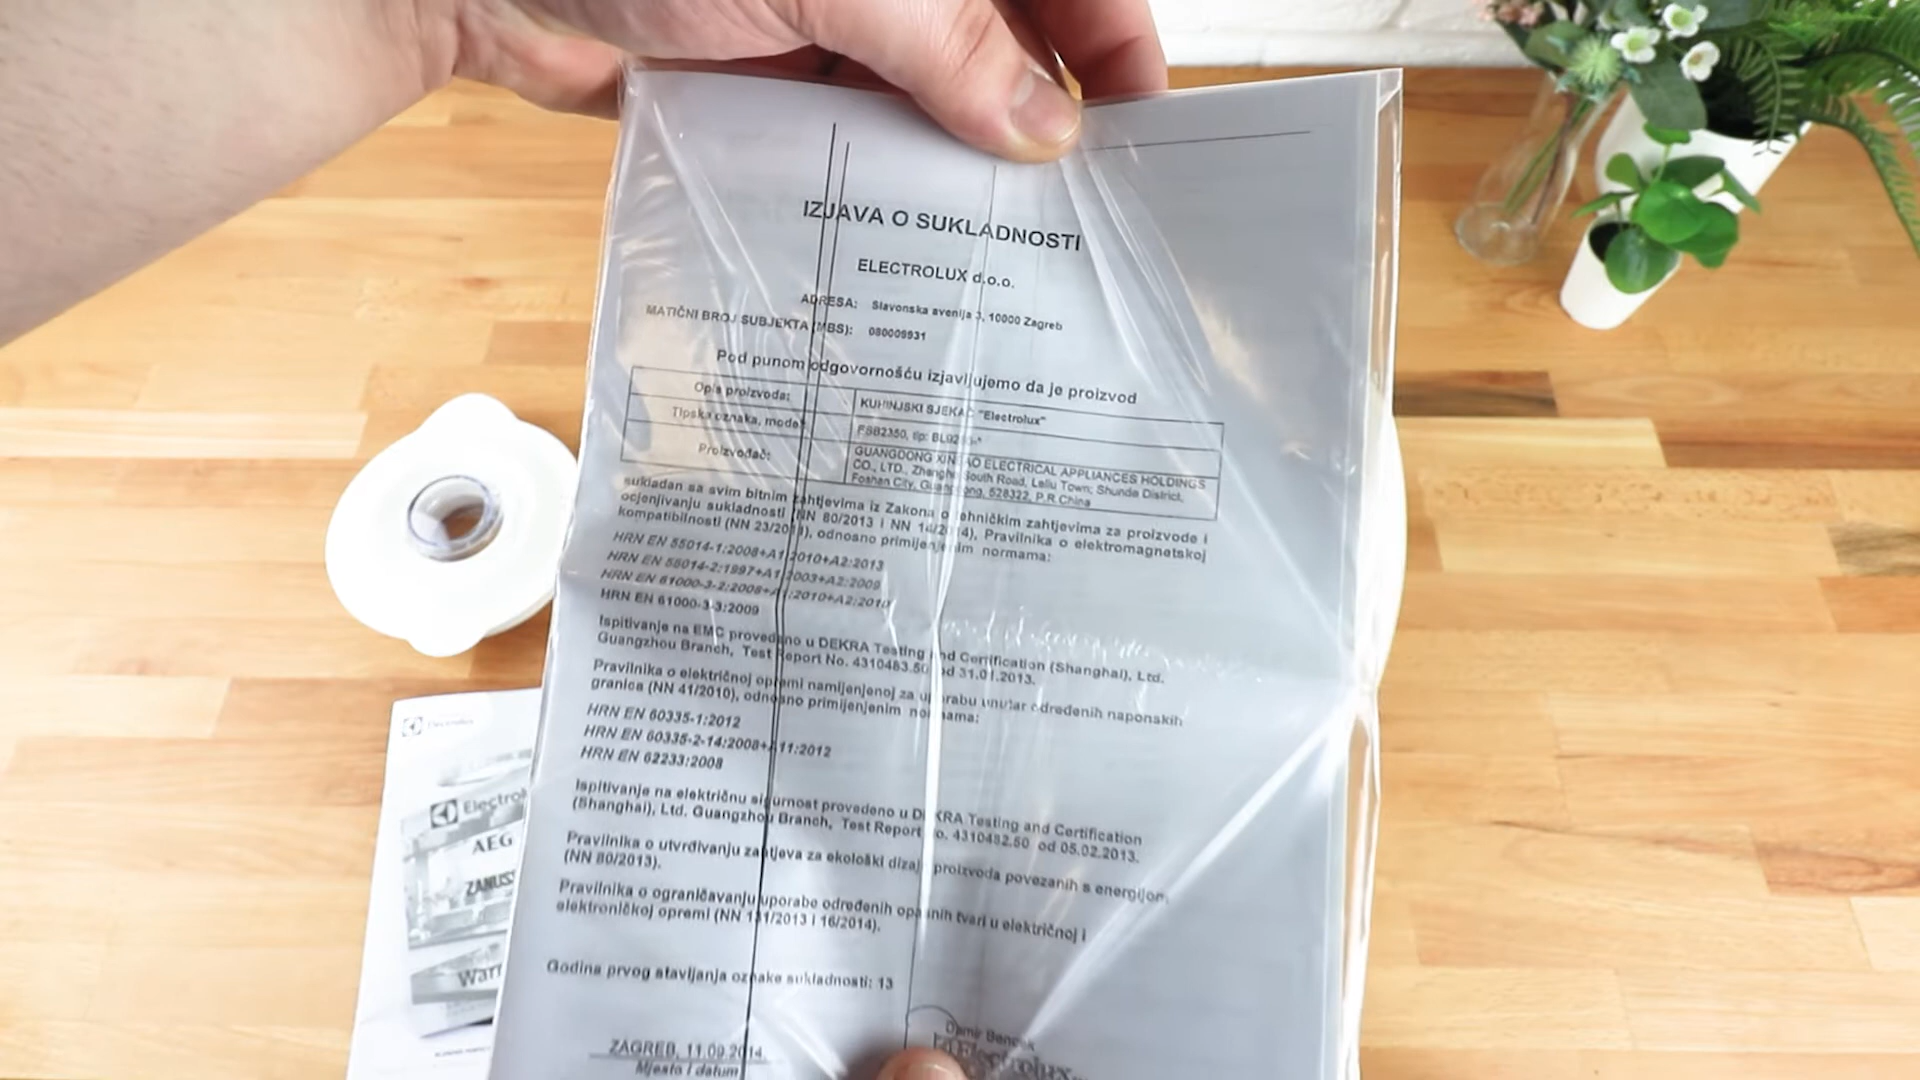 IZJAVA O SUKLADNOSTI
ELECTROLUX d.o.o.
ADRESA: Slavonska avenija 3, 10000 Zagreb
MATIČNI BROJ SUBJEKTA (MBS): 080009931
Pod punom odgovornošću izjavljujemo da je proizvod
Opis proizvoda: KUHINJSKI SJEKAČ "Electrolux"
Tipska oznaka, model: ESB2350, tip:
Proizvođač: GUANGDONG ELECTRICAL APPLIANCES HOLDINGS
CO., LTD., South Road, Leliu Town, Shunde District,
Foshan City, Guangdong, 528322, P.R. China
sukladan sa svim bitnim zahtjevima iz Zakona o tehničkim zahtjevima za proizvode i
ocjenjivanju sukladnosti (NN 80/2013 i NN 14/2014), Pravilnika o elektromagnetskoj
kompatibilnosti (NN odnosno primijenjenim normama:
HRN EN 55014-1:2008+A1:2010+A2:2013
HRN EN 55014-2:1997+A1:2003+A2:2009
HRN EN 61000-3-2:2008+A1:2010+A2:2010
HRN EN 61000-3-3:2009
Ispitivanje na EMC provedeno u DEKRA Testing and Certification (Shanghai), Ltd.
Guangzhou Branch, Test Report No. 4310483.50 od 31.01.2013.
Pravilnika o električnoj opremi namijenjenoj za uporabu unutar određenih naponskih
granica (NN 41/2010), odnosno primijenjenim normama:
HRN EN 60335-1:2012
HRN EN 60335-2-14:2008+A11:2012
HRN EN 62233:2008
Ispitivanje na električnu sigurnost provedeno u DEKRA Testing and Certification
(Shanghai), Ltd. Guangzhou Branch, Test Report No. 4310482.50 od 05.02.2013.
Pravilnika o utvrđivanju zahtjeva za ekološki dizajn proizvoda povezanih s energijom
(NN 80/2013).
Pravilnika o ograničavanju uporabe određenih opasnih tvari u električnoj i
elektroničkoj opremi (NN 131/2013 i 16/2014).
Godina prvog stavljanja oznake sukladnosti: 13
ZAGREB, 11.09.2014.
Mjesto i datum
Damir
Electrolux
Electrolux
Electrolux
AEG
ZANUSS
Warr